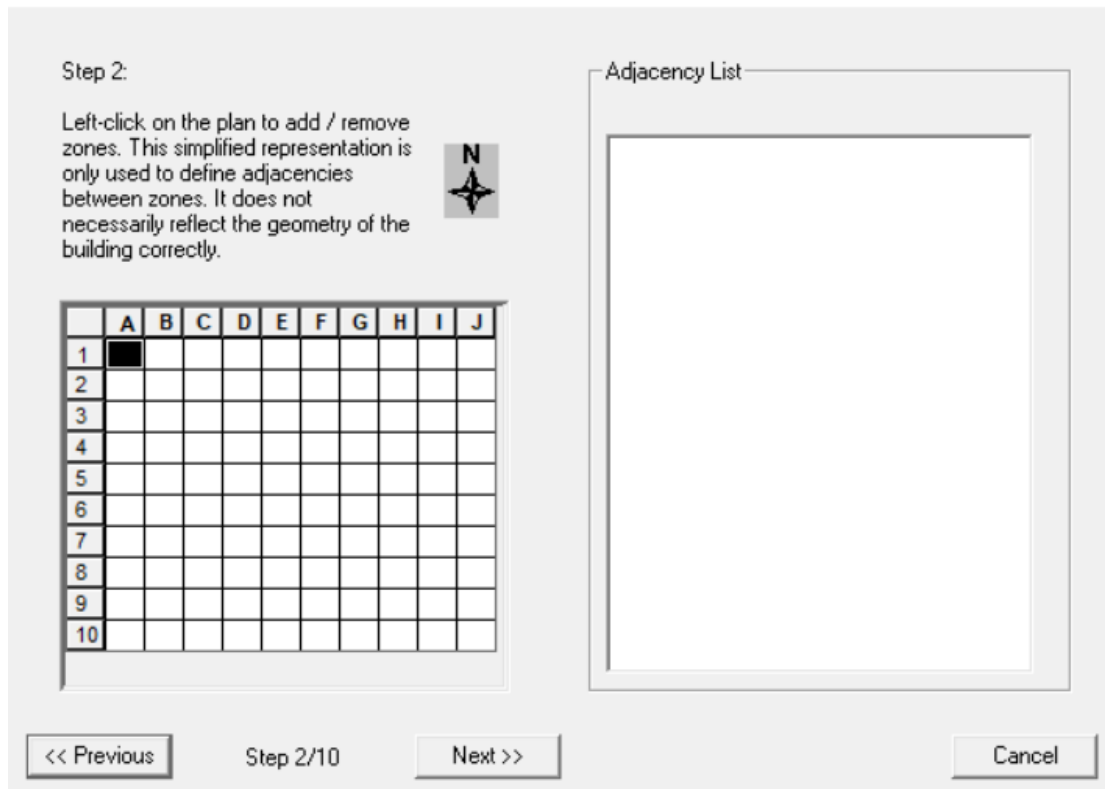 Step 2:
Left-click on the plan to add / remove
zones. This simplified representation is
only used to define adjacencies
between zones. It does not
necessarily reflect the geometry of the
building correctly.
N
A B C D E F G H I J
1
2
3
4
5
6
7
8
9
10
Adjacency List
<< Previous
Step 2/10
Next >>
Cancel